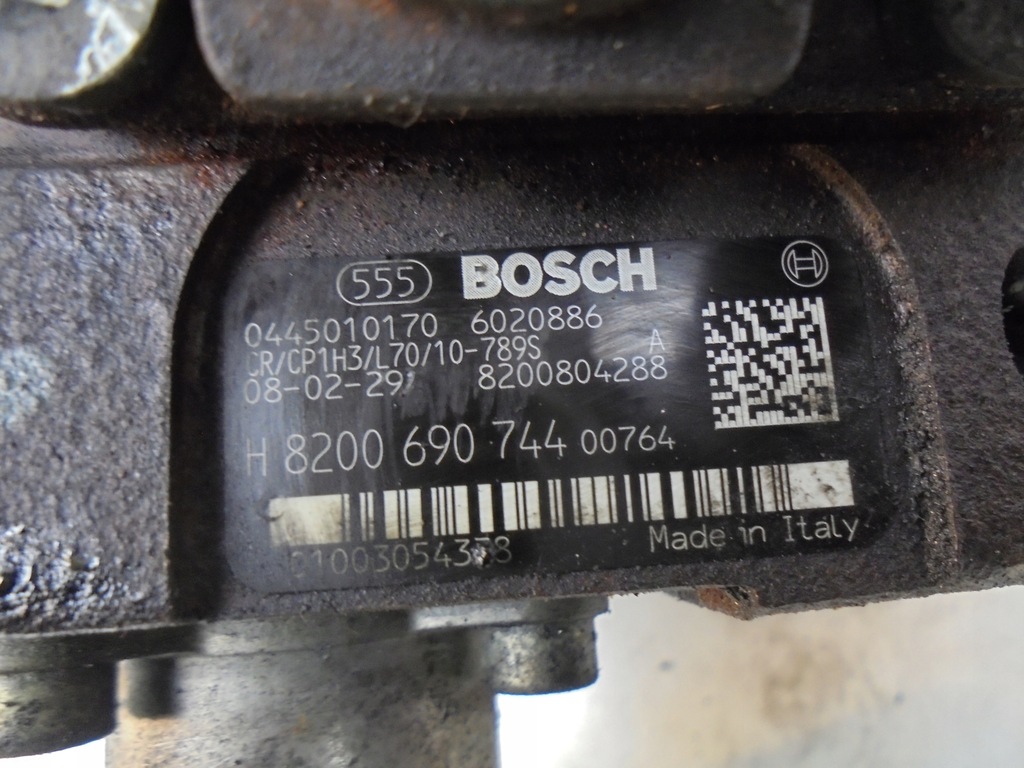 555 BOSCH
0445010170 6020886
CR/CP1H3/L70/10-789S A
08-02-29 8200804288
H 8200 690 744 00764
Made in Italy